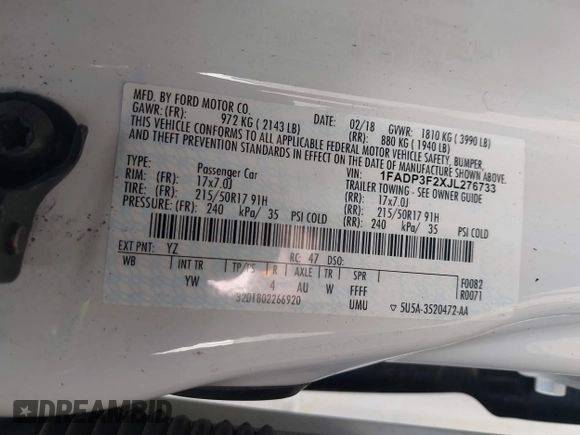 MFD. BY FORD MOTOR CO.
DATE: 02/18 GVWR: 1810 KG ( 3990 LB)
GAWR: (FR): 972 KG ( 2143 LB) (RR): 880 KG ( 1940 LB)
THIS VEHICLE CONFORMS TO ALL APPLICABLE FEDERAL MOTOR VEHICLE SAFETY, BUMPER,
AND THEFT PREVENTION STANDARDS IN EFFECT ON THE DATE OF MANUFACTURE SHOWN ABOVE.
VIN: 1FADP3F2XJL276733
TYPE: Passenger Car TRAILER TOWING - SEE OWNER GUIDE
RIM: (FR): 17x7.0J (RR): 17x7.0J
TIRE: (FR): 215/50R17 91H (RR): 215/50R17 91H
PRESSURE: (FR): 240 kPa/ 35 PSI COLD (RR): 240 kPa/ 35 PSI COLD
EXT PNT: YZ RC: 47 DSO: F0082
WB INT TR TP/PS R AXLE TR SPR R0071
YW 4 AU W FFFF
UMU ▽ 5U5A-3520472-AA
DREAMBID